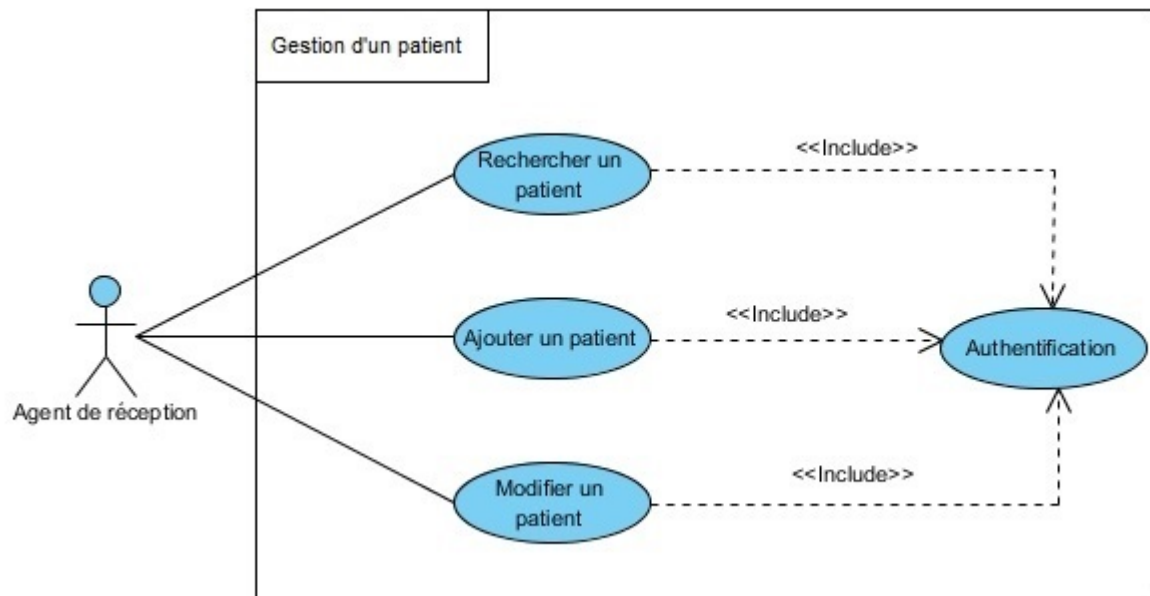 Gestion d'un patient
Rechercher un
patient
<<Include>>
Ajouter un patient
<<Include>>
Authentification
Agent de réception
Modifier un
patient
<<Include>>